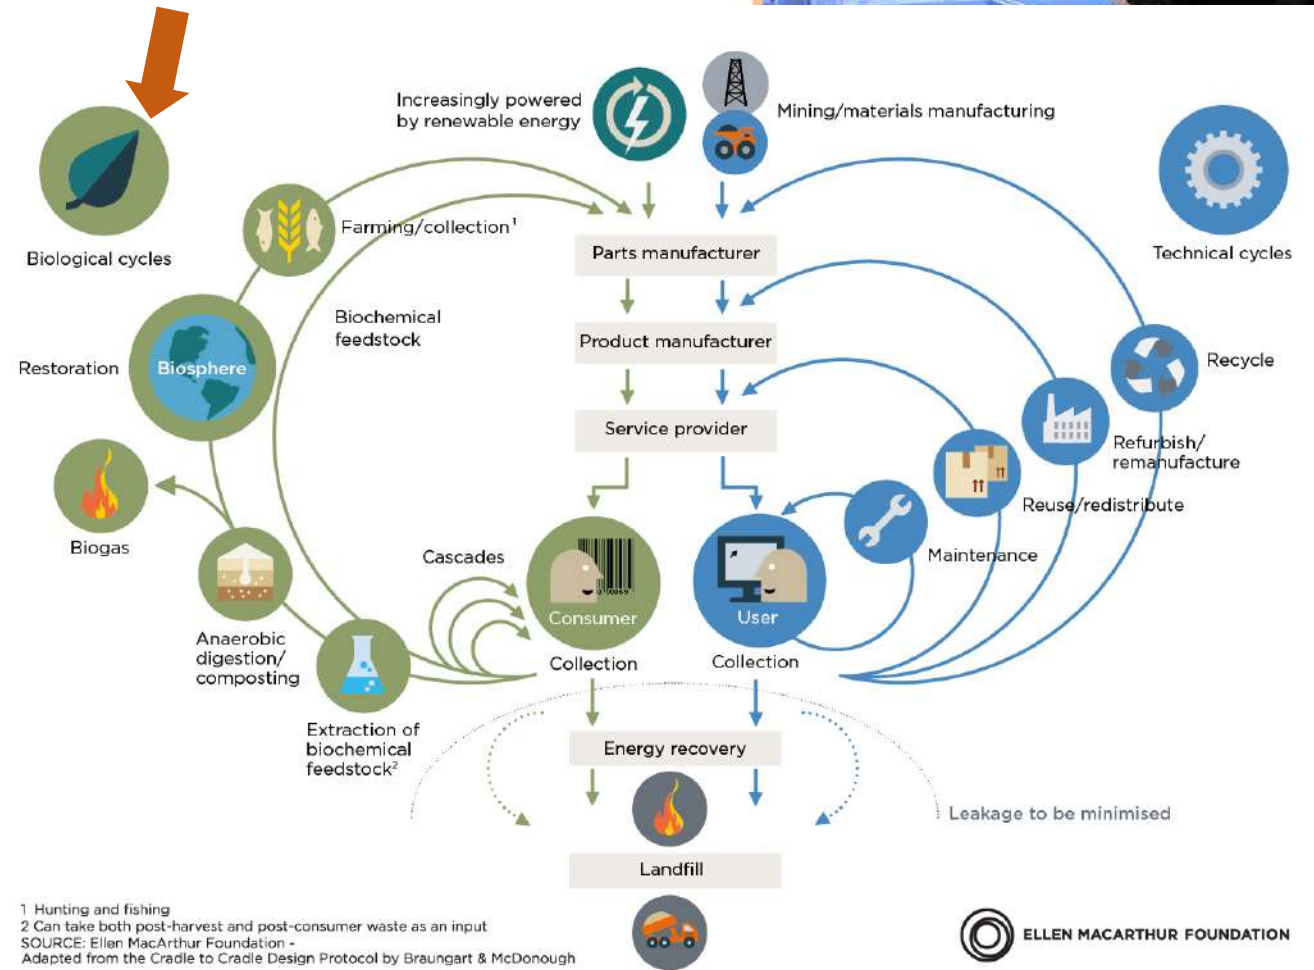 Increasingly powered
by renewable energy
Mining/materials manufacturing
Biological cycles
Technical cycles
Farming/collection¹
Parts manufacturer
Biochemical
feedstock
Product manufacturer
Restoration
Biosphere
Recycle
Service provider
Refurbish/
remanufacture
Reuse/redistribute
Biogas
Cascades
Maintenance
Consumer
User
Anaerobic
digestion/
composting
Collection
Collection
Extraction of
biochemical
feedstock²
Energy recovery
Leakage to be minimised
Landfill
1 Hunting and fishing
2 Can take both post-harvest and post-consumer waste as an input
SOURCE: Ellen MacArthur Foundation -
Adapted from the Cradle to Cradle Design Protocol by Braungart & McDonough
ELLEN MACARTHUR FOUNDATION